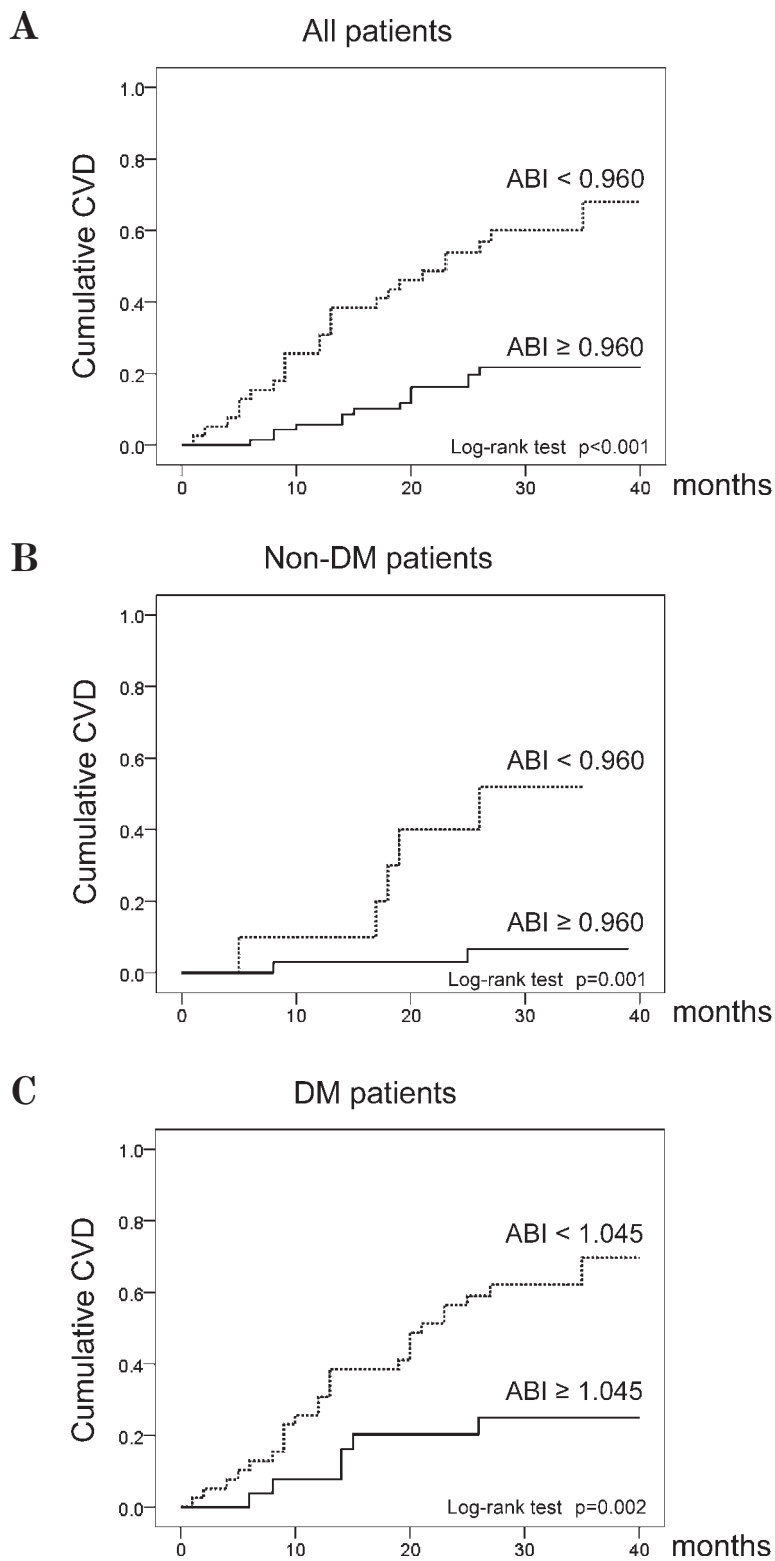 A
All patients
Cumulative CVD
1.0
0.8
0.6
0.4
0.2
0.0
ABI < 0.960
ABI ≥ 0.960
Log-rank test p<0.001
0 10 20 30 40 months
B
Non-DM patients
Cumulative CVD
1.0
0.8
0.6
0.4
0.2
0.0
ABI < 0.960
ABI ≥ 0.960
Log-rank test p=0.001
0 10 20 30 40 months
C
DM patients
Cumulative CVD
1.0
0.8
0.6
0.4
0.2
0.0
ABI < 1.045
ABI ≥ 1.045
Log-rank test p=0.002
0 10 20 30 40 months